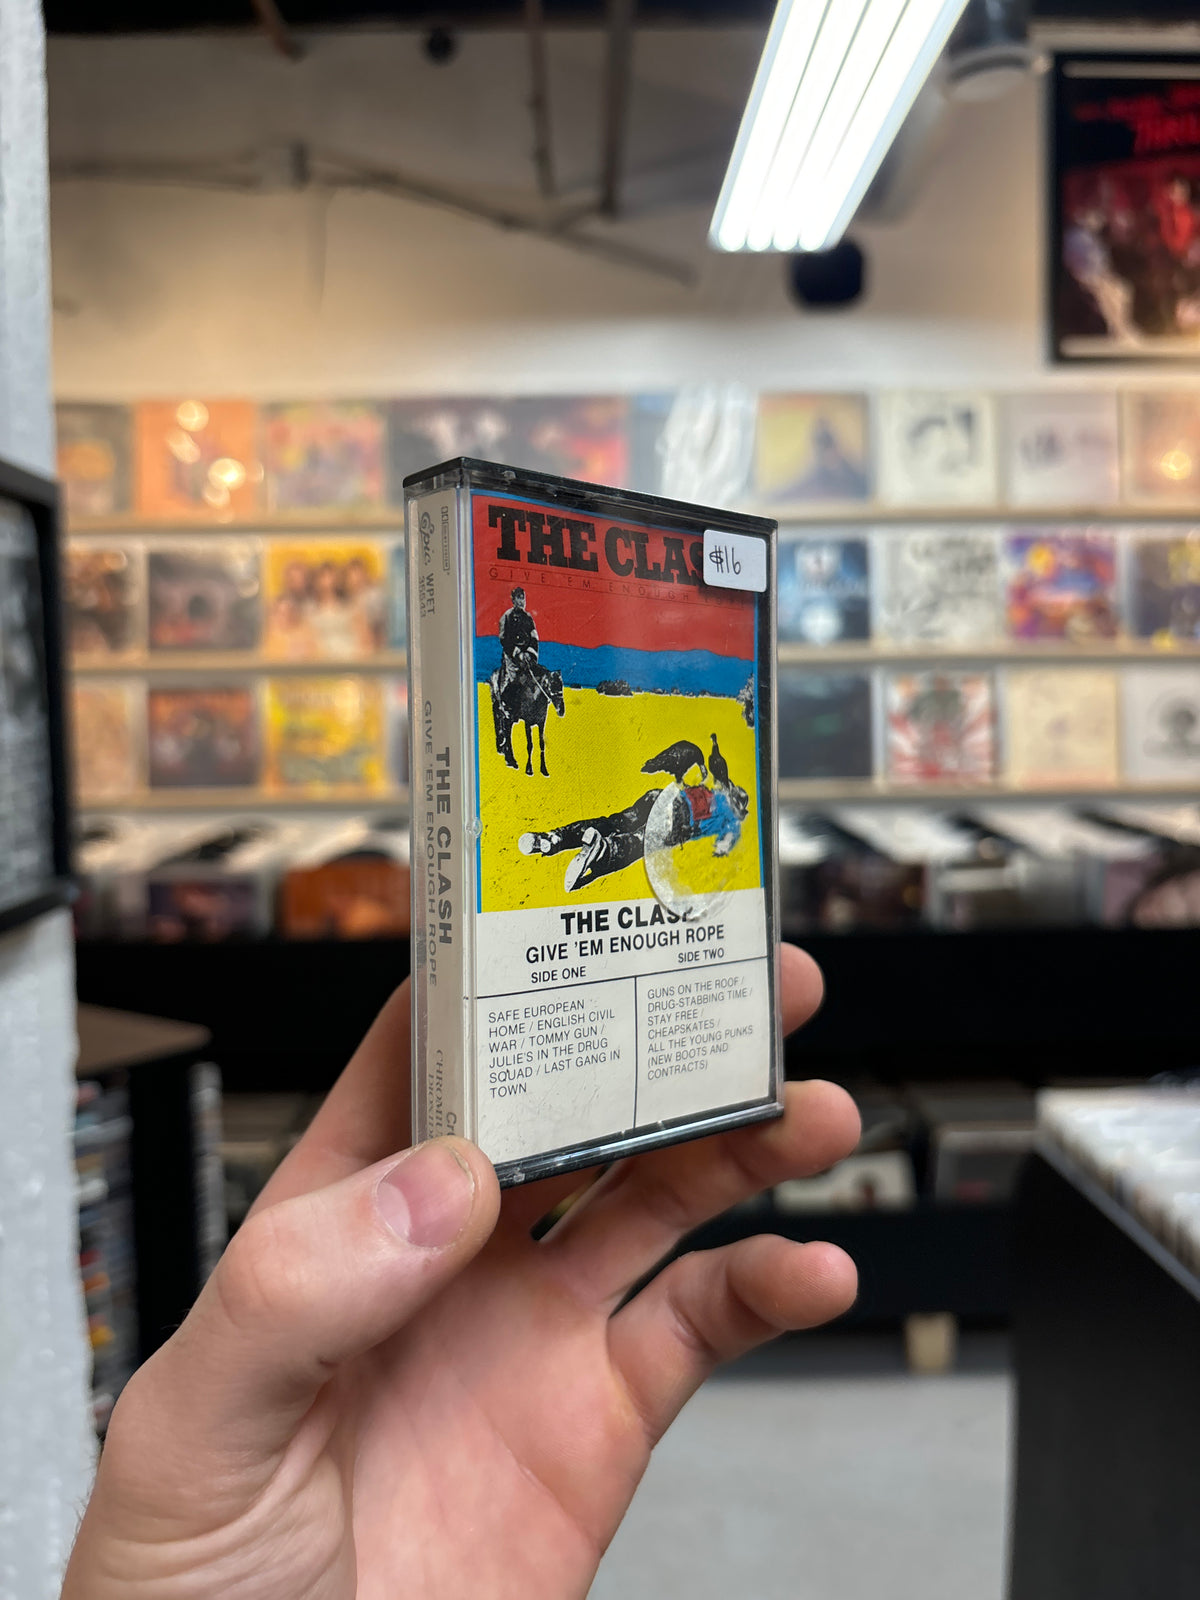 THE CLAS
$16
GIVE 'EM ENOUGH
THE CLAS
GIVE 'EM ENOUGH ROPE
SIDE ONE
SIDE TWO
SAFE EUROPEAN
HOME / ENGLISH CIVIL
WAR / TOMMY GUN /
JULIE'S IN THE DRUG
SQUAD / LAST GANG IN
TOWN
GUNS ON THE ROOF /
DRUG-STABBING TIME /
STAY FREE /
CHEAPSKATES /
ALL THE YOUNG PUNKS
(NEW BOOTS AND
CONTRACTS)
Epic
WPET
THE CLASH
GIVE 'EM ENOUGH ROPE